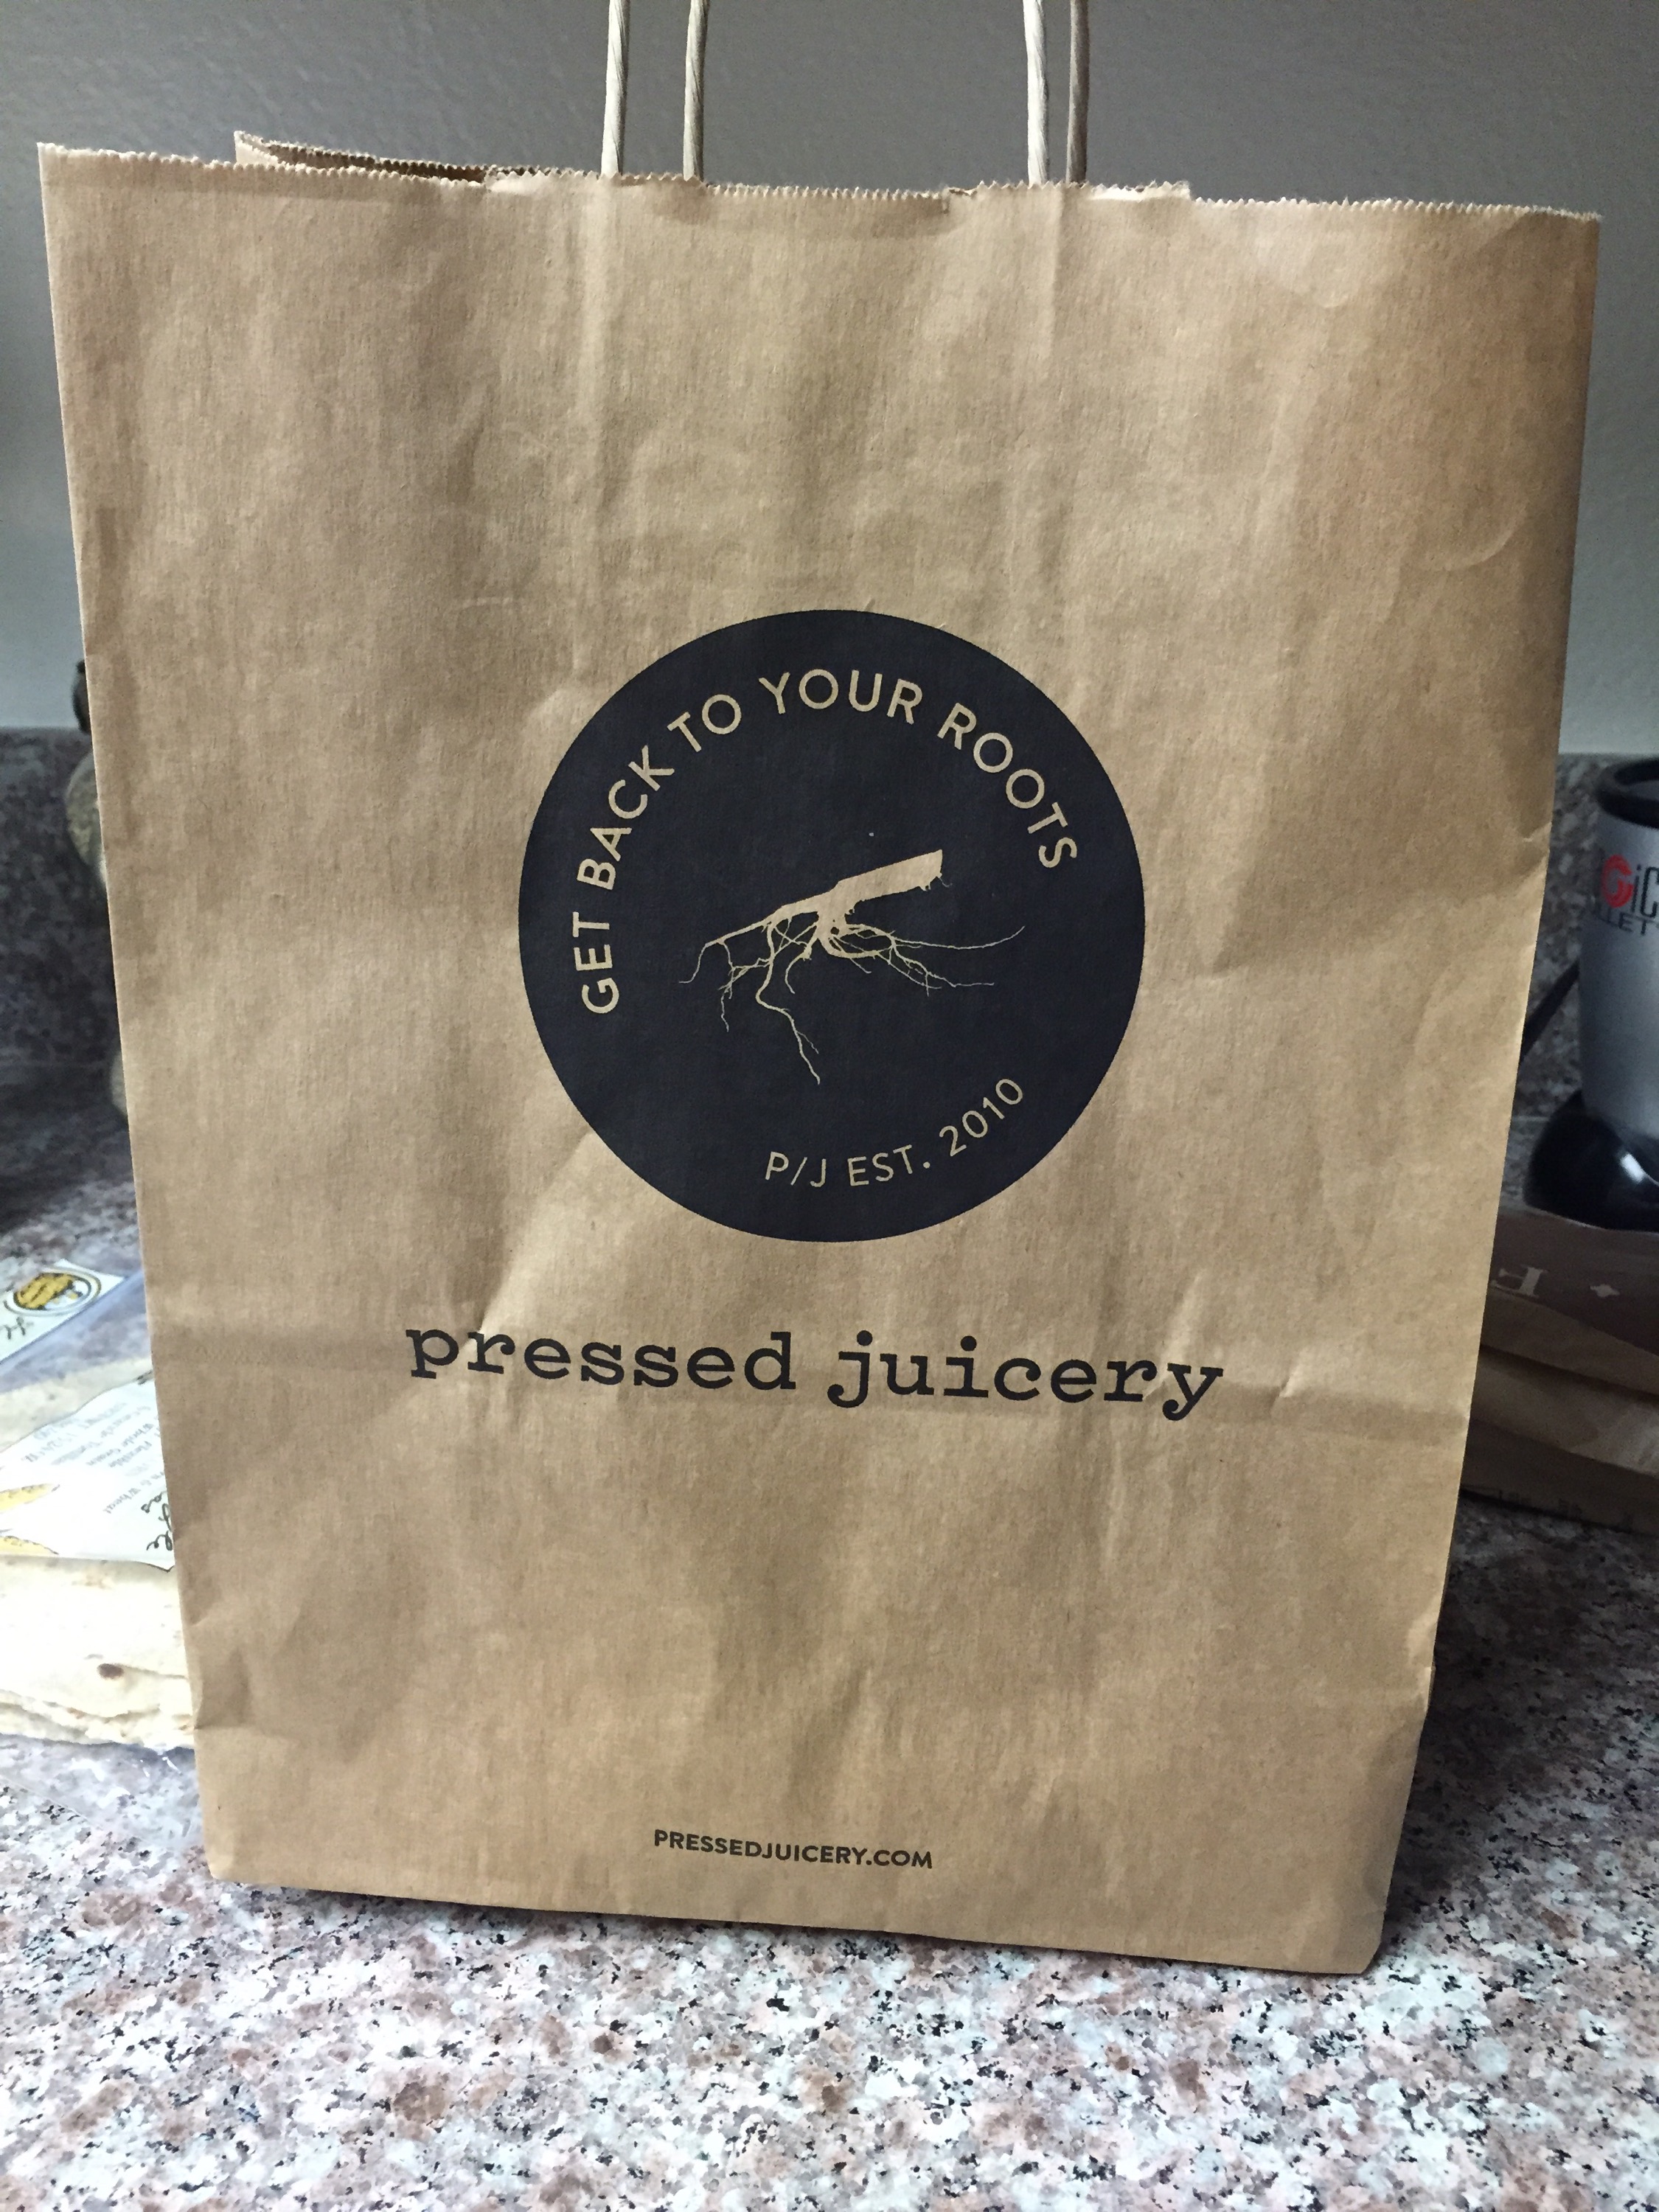 GET BACK TO YOUR ROOTS
P/J EST. 2010
pressed juicery
PRESSEDJUICERY.COM